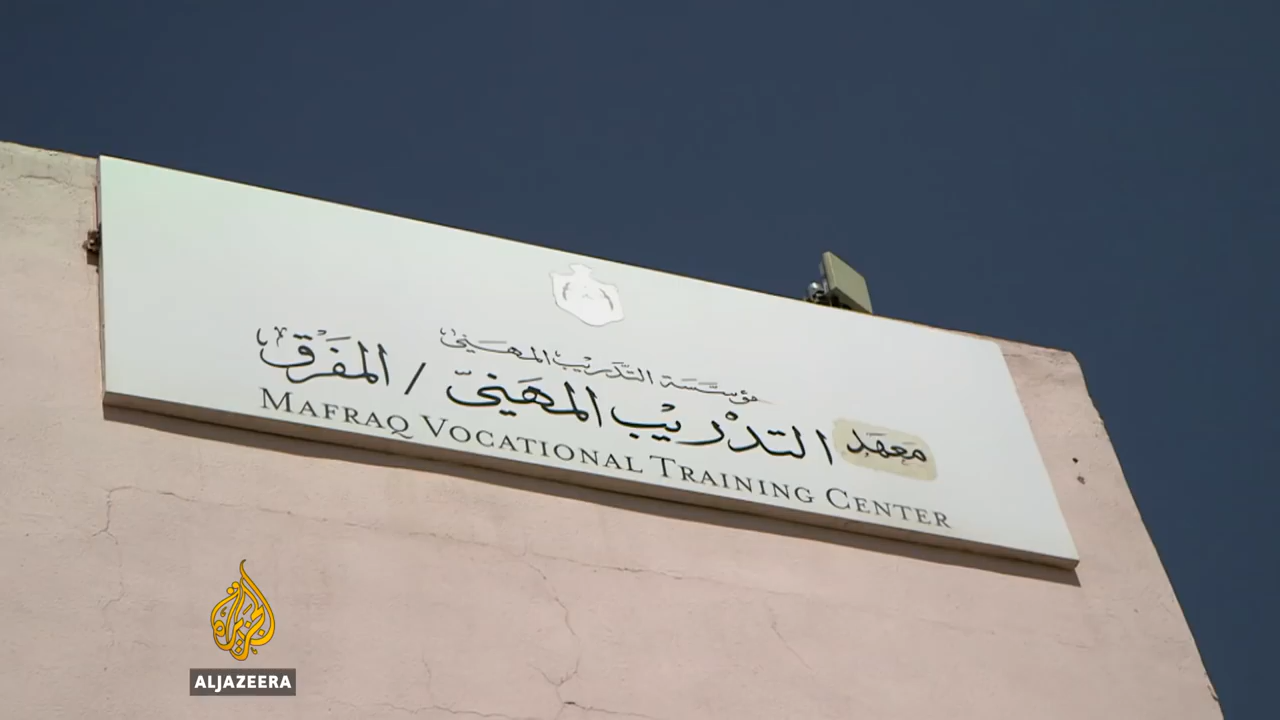 مؤسسة التدريب المهني
معهد التدريب المهني / المفرق
MAFRAQ VOCATIONAL TRAINING CENTER
الجزيرة
ALJAZEERA